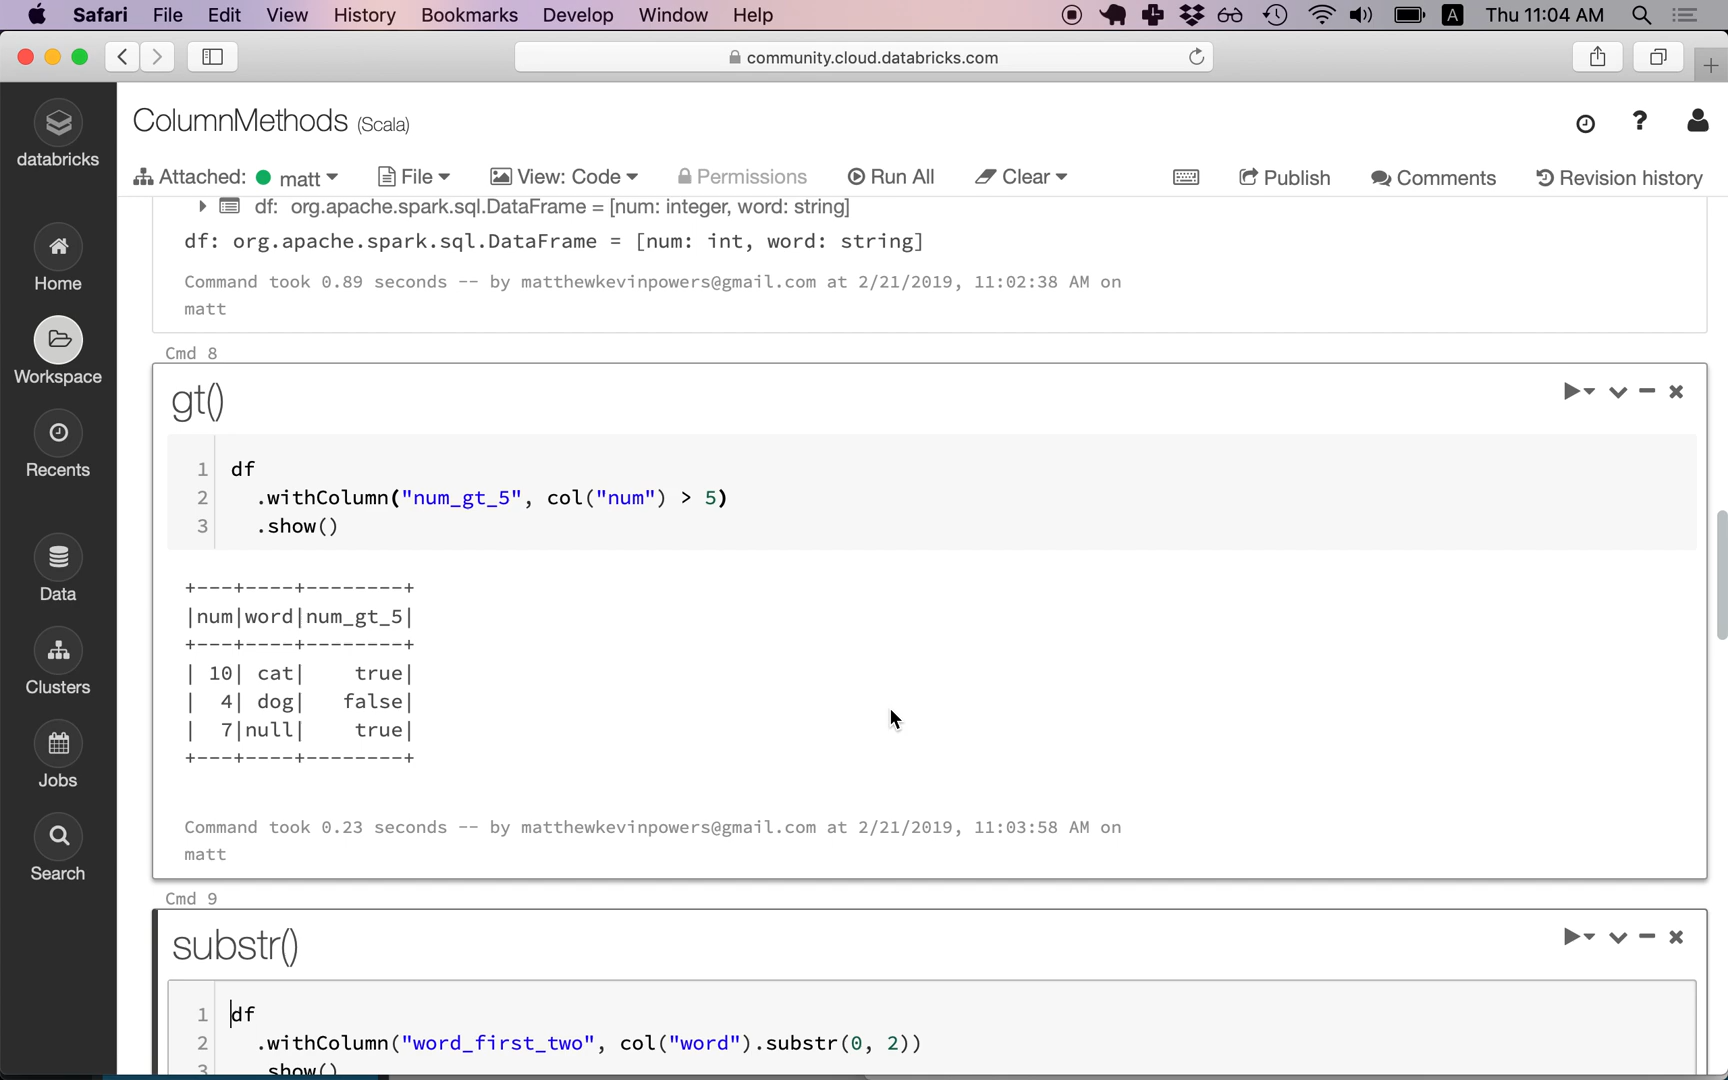 Safari File Edit View History Bookmarks Develop Window Help A Thu 11:04 AM
community.cloud.databricks.com
databricks
Home
Workspace
Recents
Data
Clusters
Jobs
Search
ColumnMethods (Scala)
?
Attached: matt File View: Code Permissions Run All Clear Publish Comments Revision history
df: org.apache.spark.sql.DataFrame = [num: integer, word: string]
df: org.apache.spark.sql.DataFrame = [num: int, word: string]
Command took 0.89 seconds -- by matthewkevinpowers@gmail.com at 2/21/2019, 11:02:38 AM on
matt
Cmd 8
gt()
1 df
2 .withColumn("num_gt_5", col("num") > 5)
3 .show()
+---+----+--------+
|num|word|num_gt_5|
+---+----+--------+
| 10| cat| true|
| 4| dog| false|
| 7|null| true|
+---+----+--------+
Command took 0.23 seconds -- by matthewkevinpowers@gmail.com at 2/21/2019, 11:03:58 AM on
matt
Cmd 9
substr()
1 df
2 .withColumn("word_first_two", col("word").substr(0, 2))
3 .show()